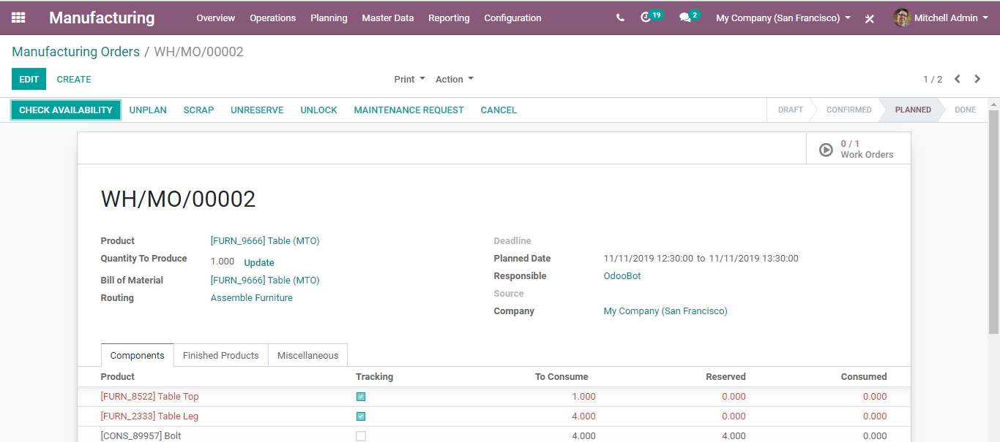 Manufacturing Overview Operations Planning Master Data Reporting Configuration 19 2 My Company (San Francisco) Mitchell Admin
Manufacturing Orders / WH/MO/00002
EDIT CREATE Print Action 1 / 2
CHECK AVAILABILITY UNPLAN SCRAP UNRESERVE UNLOCK MAINTENANCE REQUEST CANCEL DRAFT CONFIRMED PLANNED DONE
0 / 1
Work Orders
WH/MO/00002
Product [FURN_9666] Table (MTO) Deadline
Quantity To Produce 1.000 Update Planned Date 11/11/2019 12:30:00 to 11/11/2019 13:30:00
Bill of Material [FURN_9666] Table (MTO) Responsible OdooBot
Routing Assemble Furniture Source
Company My Company (San Francisco)
Components Finished Products Miscellaneous
Product Tracking To Consume Reserved Consumed
[FURN_8522] Table Top 1.000 0.000 0.000
[FURN_2333] Table Leg 4.000 0.000 0.000
[CONS_89957] Bolt 4.000 4.000 0.000